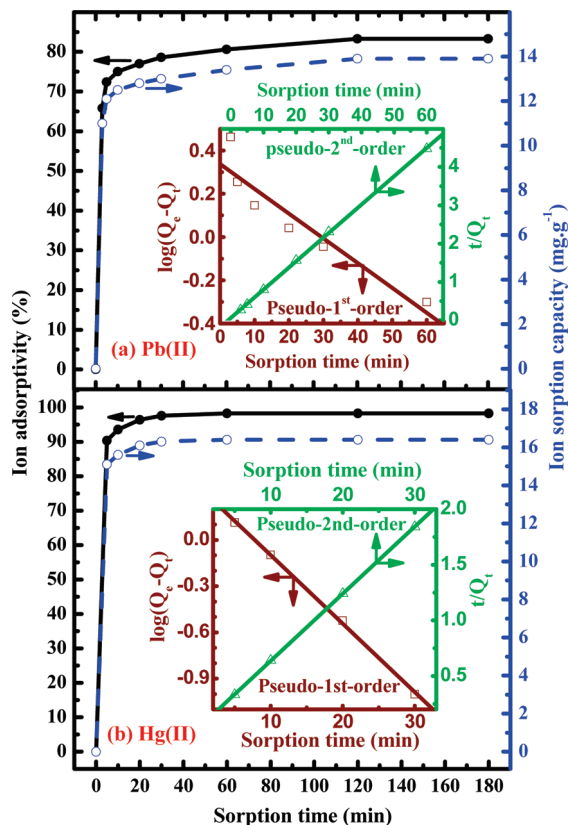 Ion adsorptivity (%)
Ion sorption capacity (mg.g⁻¹)
80
70
60
50
40
30
20
10
0
14
12
10
8
6
4
2
0
Sorption time (min)
0 10 20 30 40 50 60
pseudo-2ⁿᵈ-order
log(Qₑ-Qₜ)
0.4
0.2
0.0
-0.2
-0.4
t/Qₜ
4
3
2
1
0
Pseudo-1ˢᵗ-order
0 10 20 30 40 50 60
Sorption time (min)
(a) Pb(II)
100
90
80
70
60
50
40
30
20
10
0
18
16
14
12
10
8
6
4
2
0
Sorption time (min)
10 20 30
Pseudo-2nd-order
log(Qₑ-Qₜ)
0.0
-0.3
-0.6
-0.9
t/Qₜ
2.0
1.5
1.0
0.5
Pseudo-1st-order
10 20 30
Sorption time (min)
(b) Hg(II)
0 20 40 60 80 100 120 140 160 180
Sorption time (min)